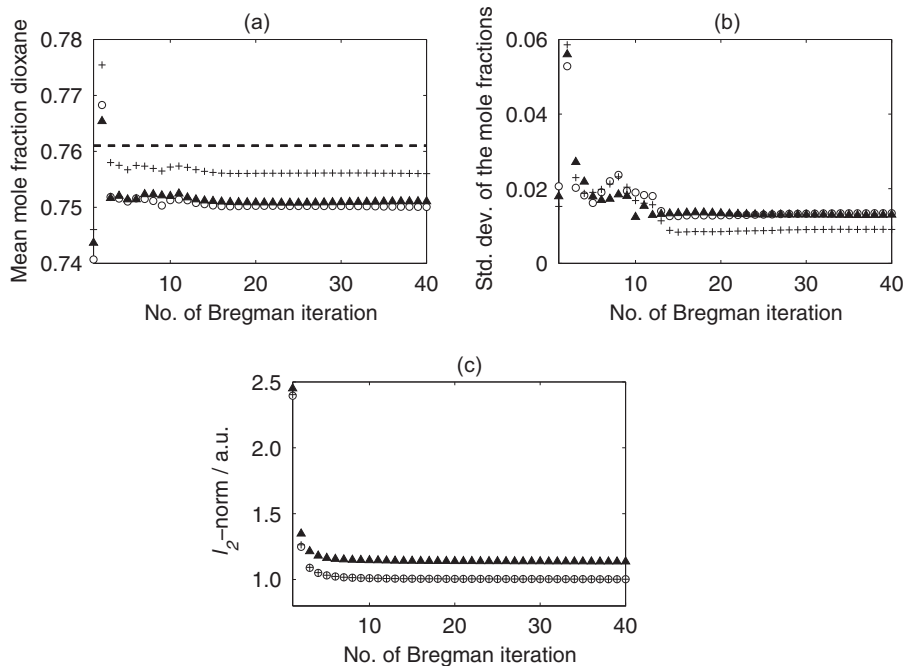 (a)
Mean mole fraction dioxane
0.78
0.77
0.76
0.75
0.74
10
20
30
40
No. of Bregman iteration
(b)
Std. dev. of the mole fractions
0.06
0.04
0.02
0
10
20
30
40
No. of Bregman iteration
(c)
l2–norm / a.u.
2.5
2.0
1.5
1.0
10
20
30
40
No. of Bregman iteration